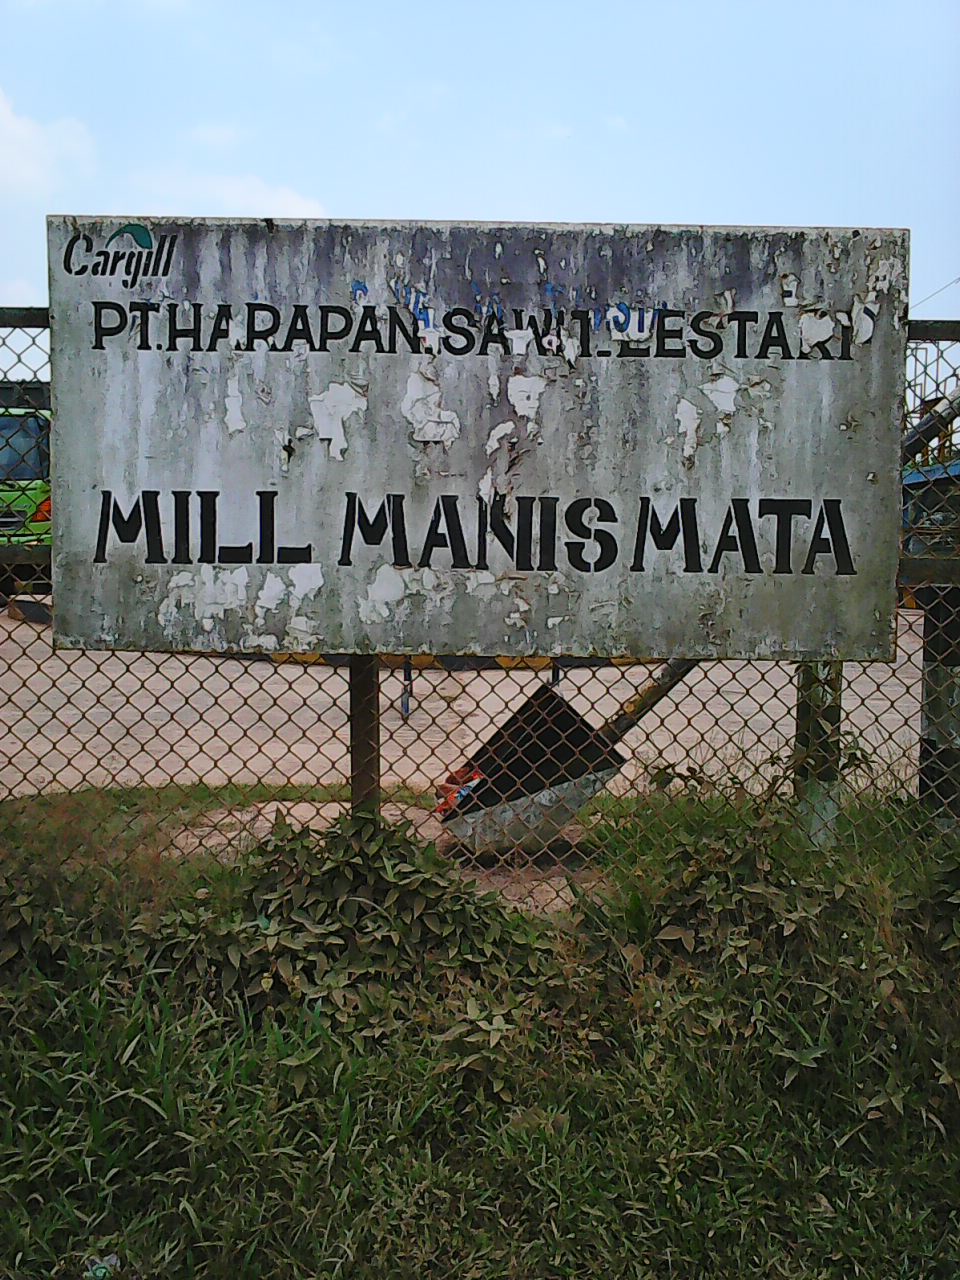 Cargill
PT.HARAPAN SAWIT LESTARI
MILL MANIS MATA